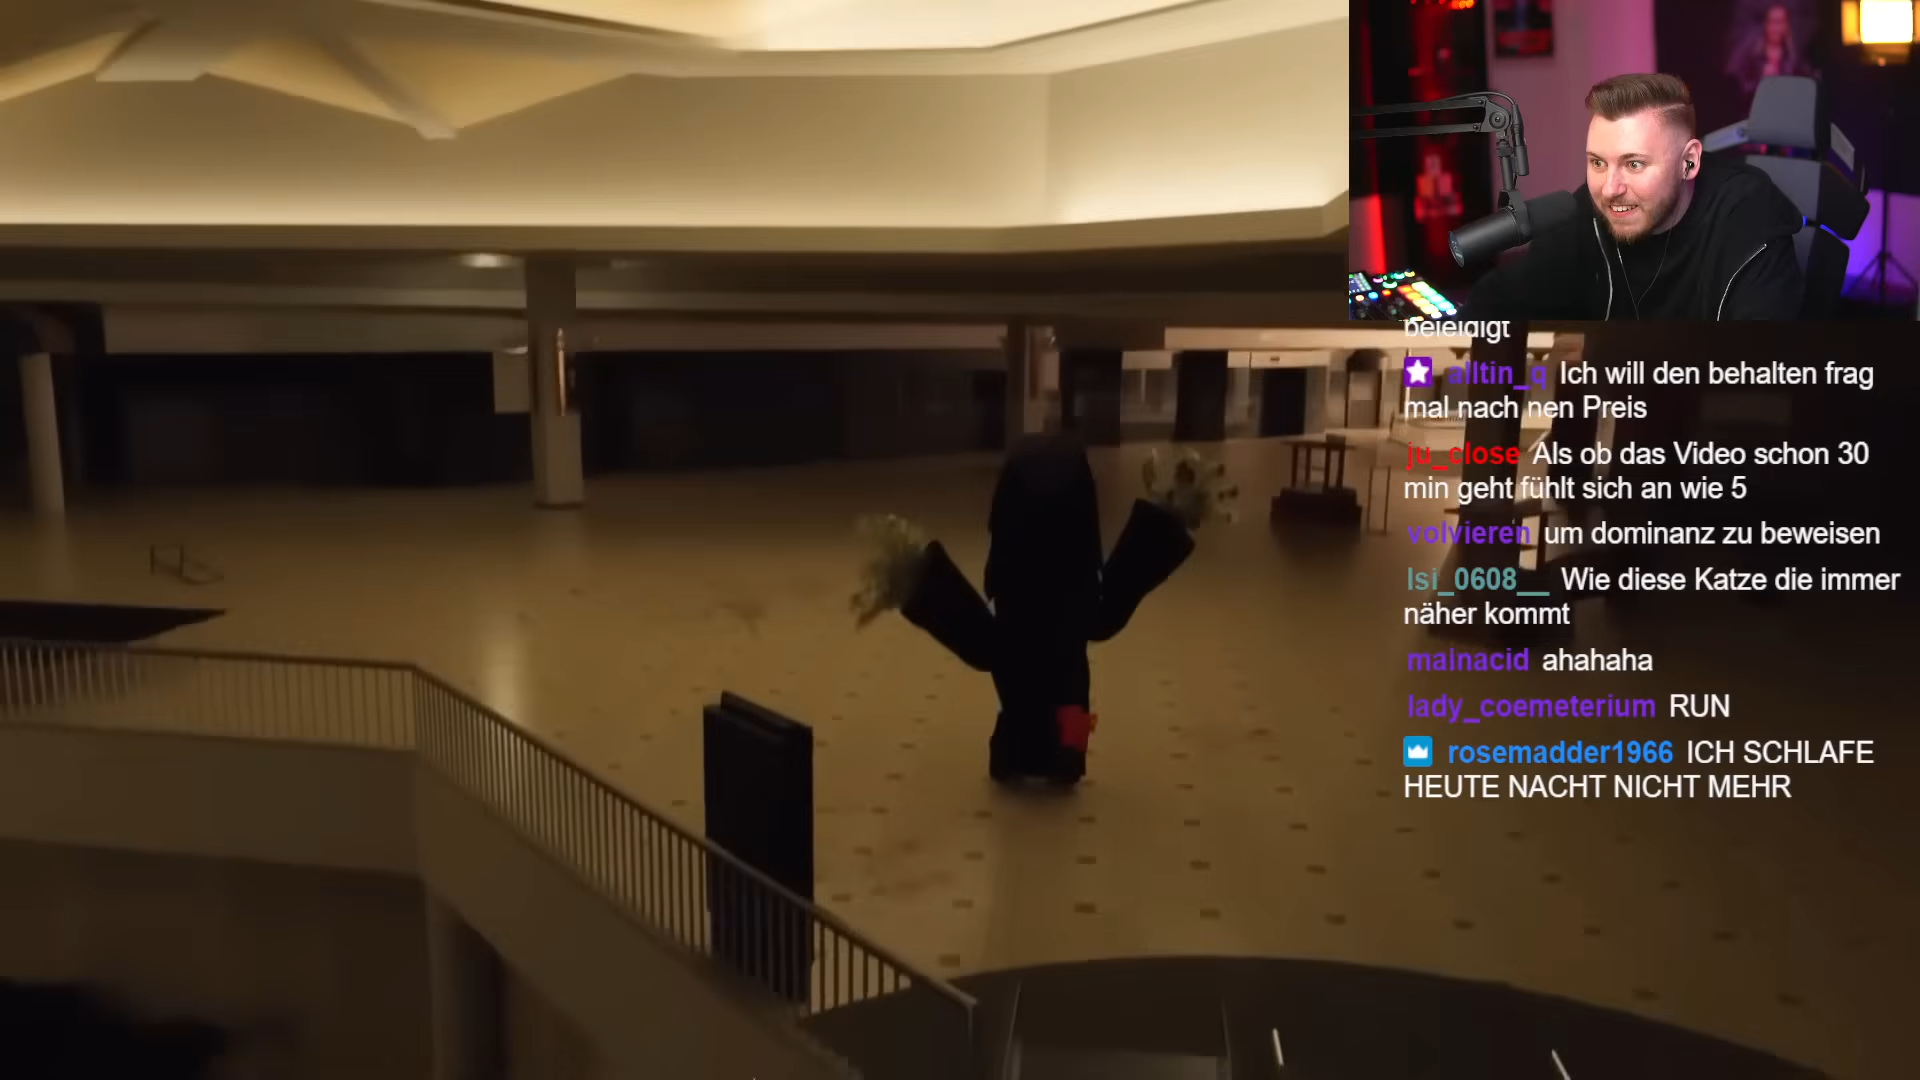 beleidigt
alltin_q Ich will den behalten frag
mal nach nen Preis
ju_close Als ob das Video schon 30
min geht fühlt sich an wie 5
volvieren um dominanz zu beweisen
lsi_0608__ Wie diese Katze die immer
näher kommt
mainacid ahahaha
lady_coemeterium RUN
rosemadder1966 ICH SCHLAFE
HEUTE NACHT NICHT MEHR